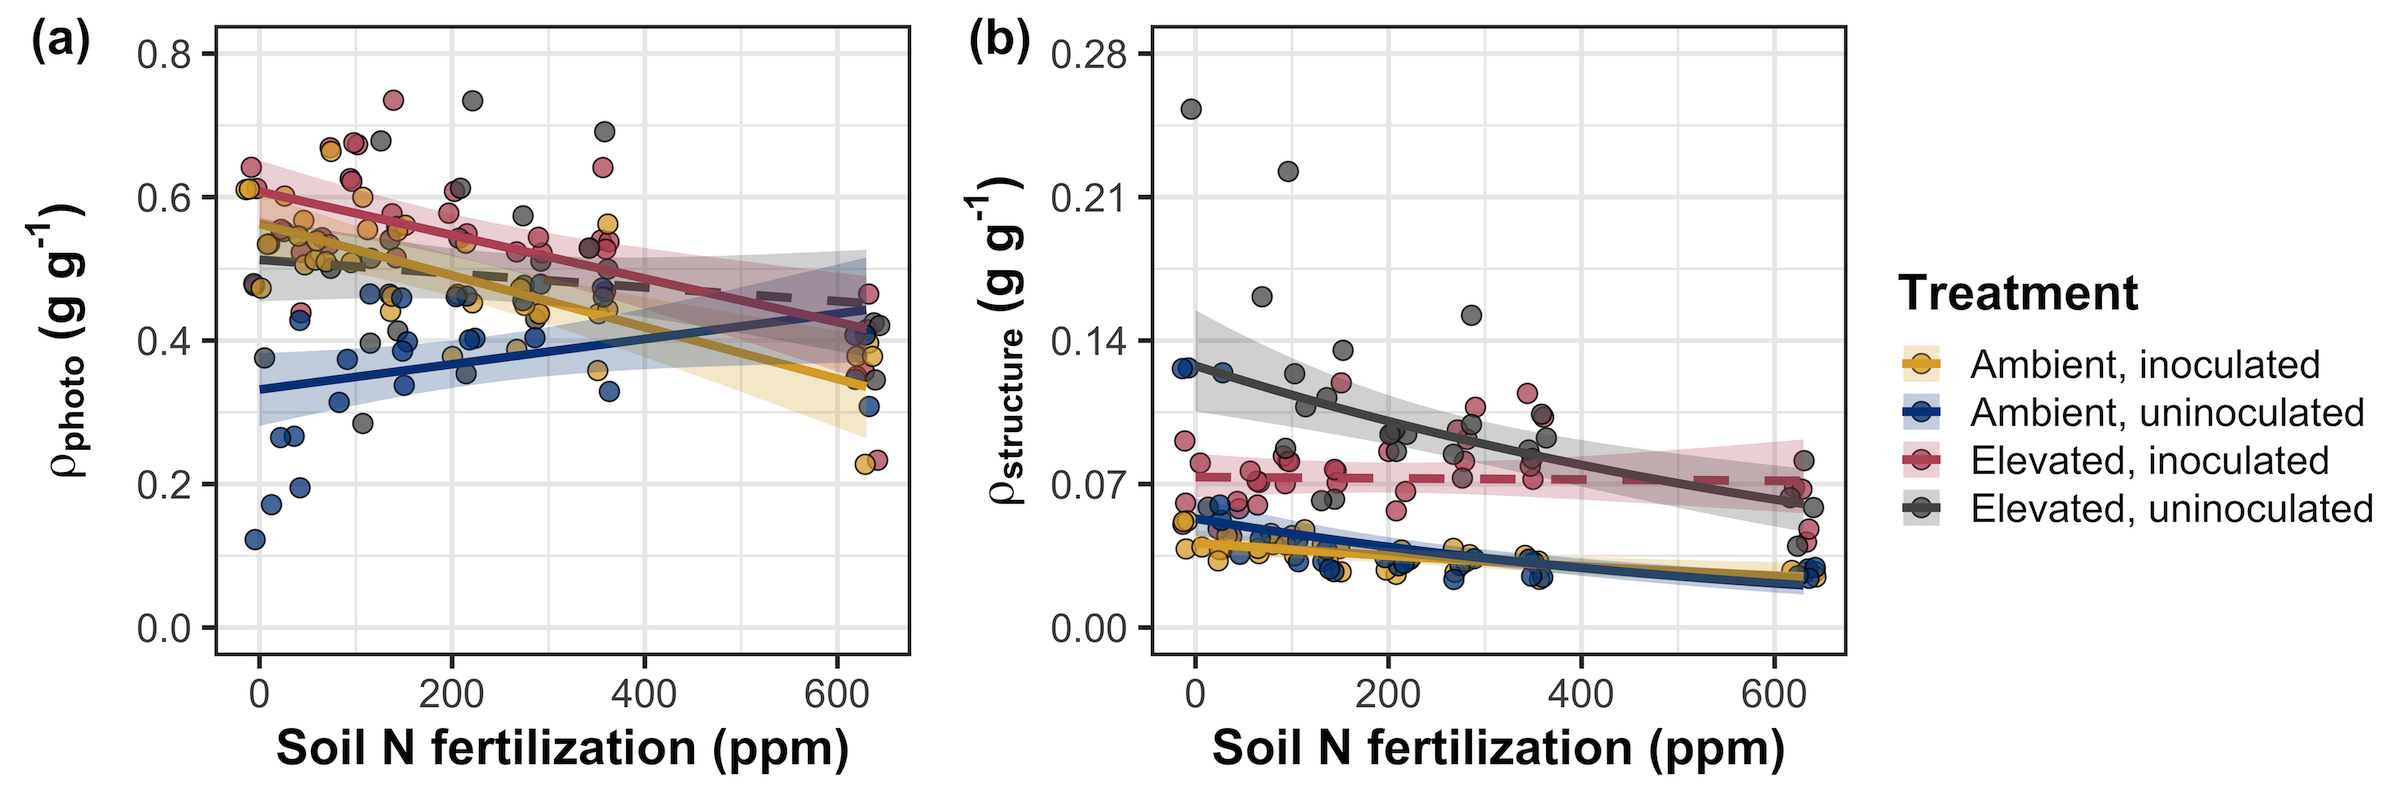 (a)
0.8
0.6
0.4
0.2
0.0
ρphoto (g g-1)
0 200 400 600
Soil N fertilization (ppm)
(b)
0.28
0.21
0.14
0.07
0.00
ρstructure (g g-1)
0 200 400 600
Soil N fertilization (ppm)
Treatment
Ambient, inoculated
Ambient, uninoculated
Elevated, inoculated
Elevated, uninoculated